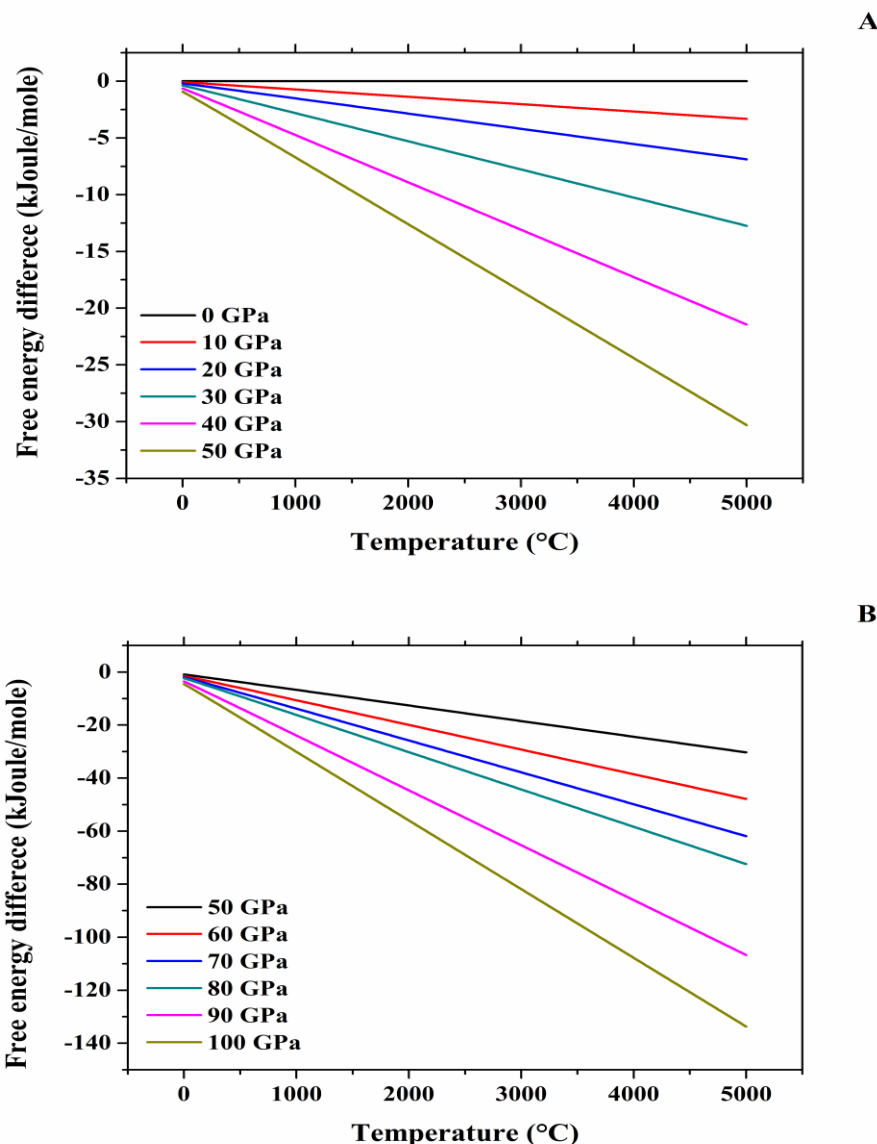 A
0
-5
-10
-15
-20
-25
-30
-35
Free energy differece (kJoule/mole)
0 GPa
10 GPa
20 GPa
30 GPa
40 GPa
50 GPa
0 1000 2000 3000 4000 5000
Temperature (°C)
B
0
-20
-40
-60
-80
-100
-120
-140
Free energy differece (kJoule/mole)
50 GPa
60 GPa
70 GPa
80 GPa
90 GPa
100 GPa
0 1000 2000 3000 4000 5000
Temperature (°C)